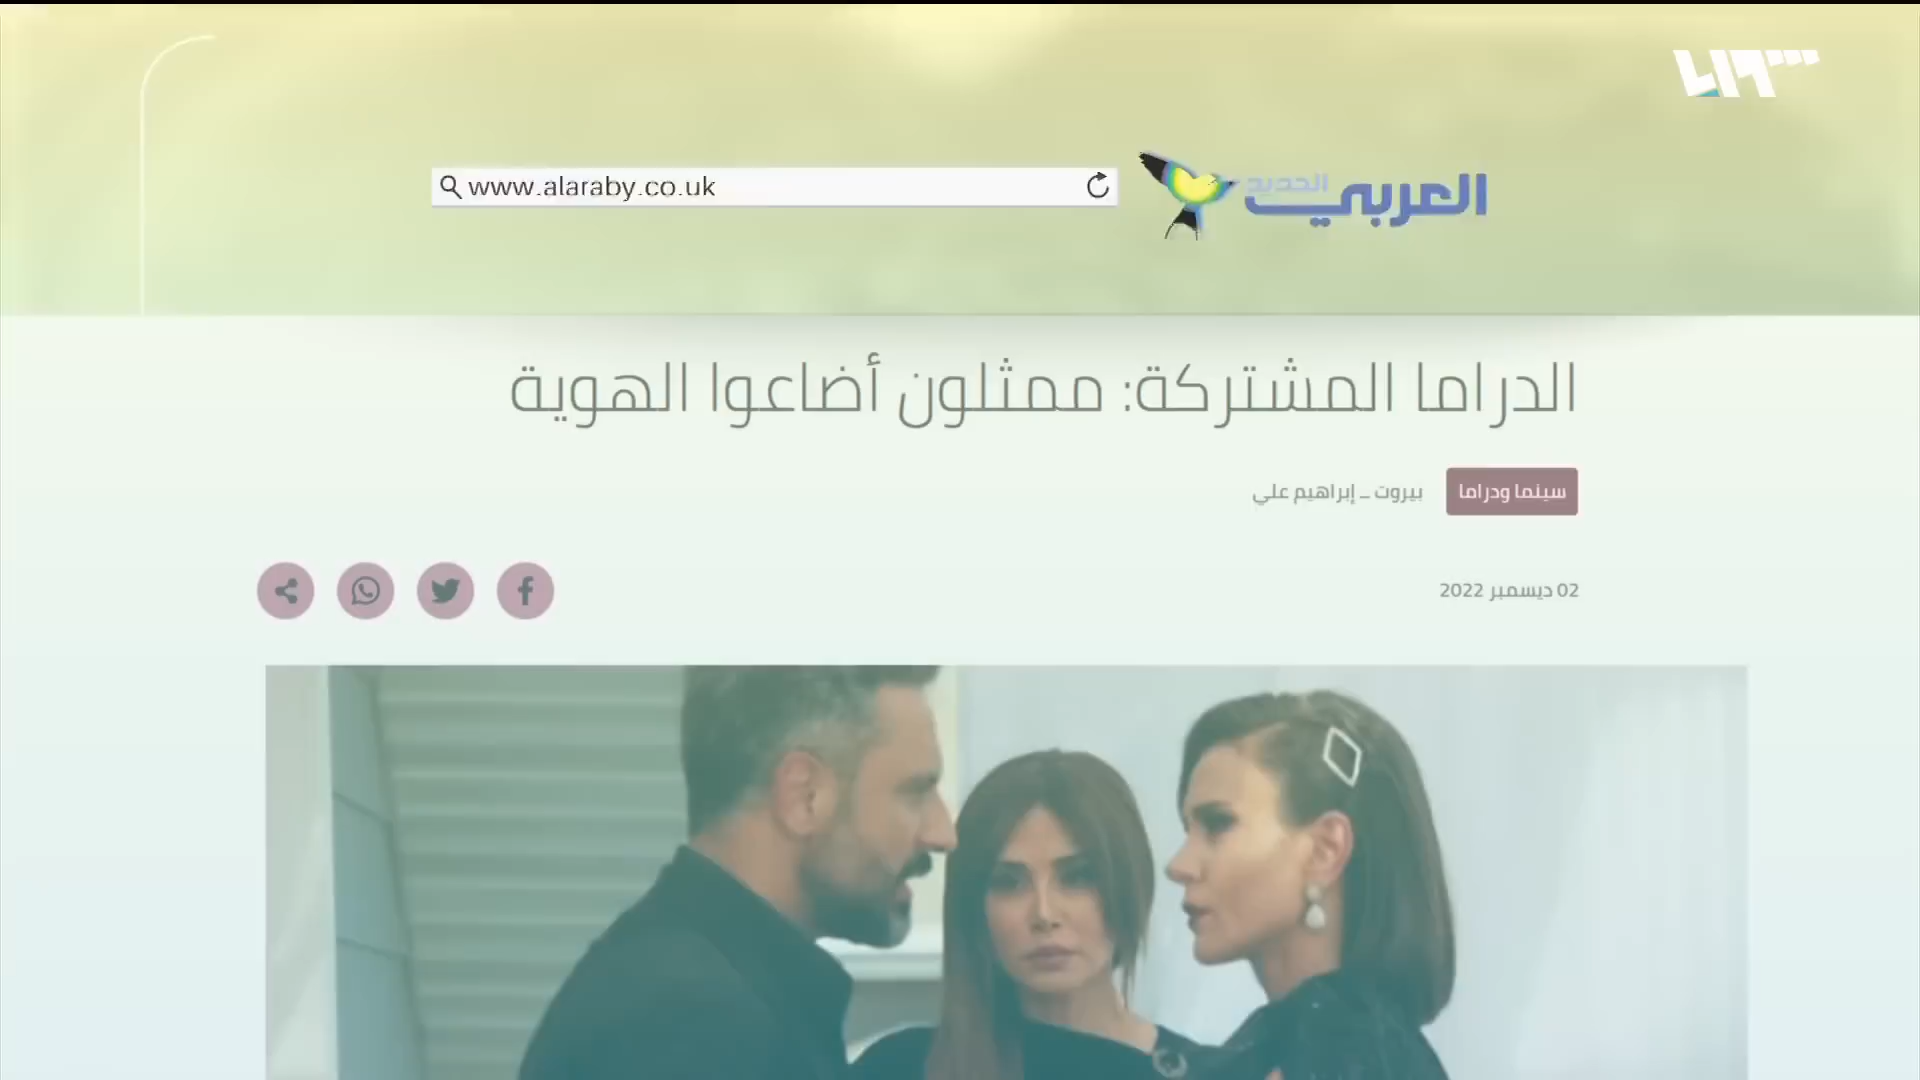 www.alaraby.co.uk
العربي الجديد
الدراما المشتركة: ممثلون أضاعوا الهوية
سينما ودراما
بيروت ــ إبراهيم علي
02 ديسمبر 2022